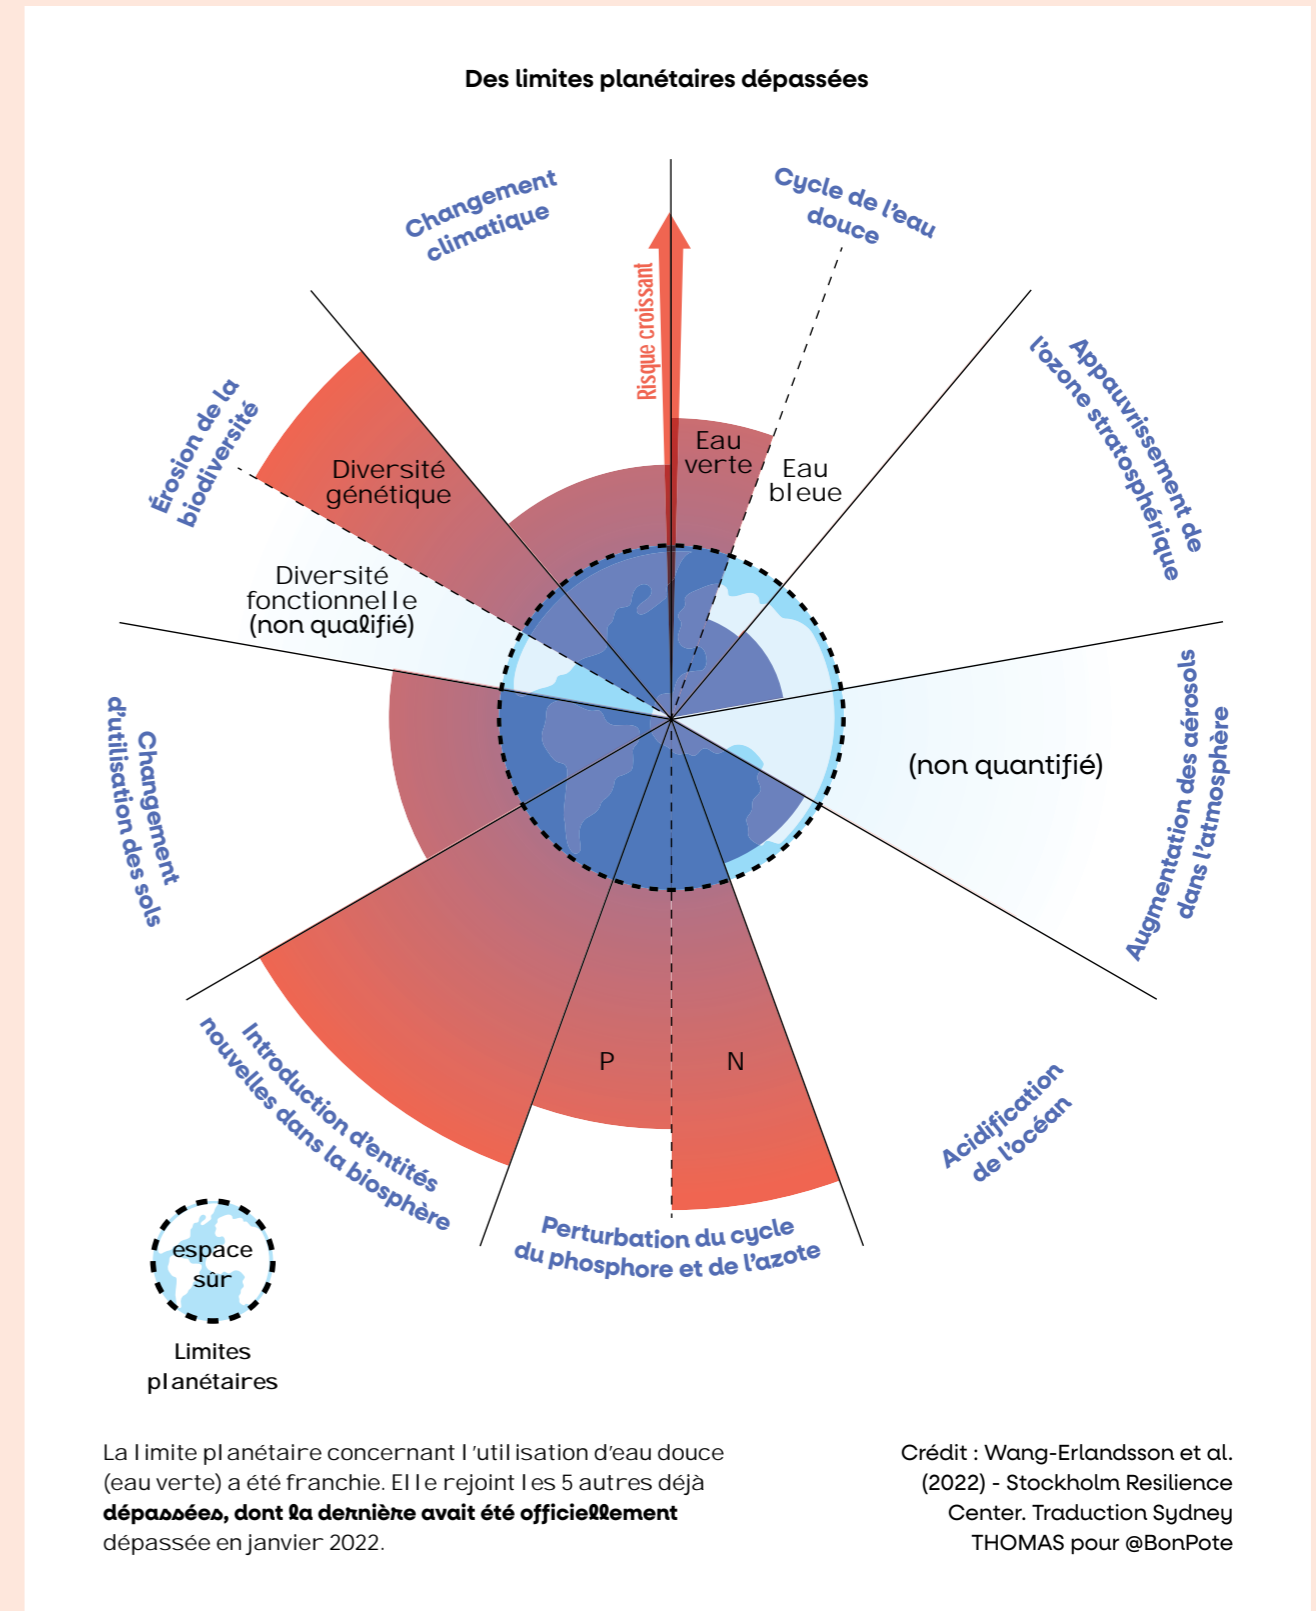 Des limites planétaires dépassées
Changement
climatique
Cycle de l'eau
douce
Risque croissant
Eau
verte
Eau
bleue
Appauvrissement de
l'ozone stratosphérique
Érosion de la
biodiversité
Diversité
génétique
Diversité
fonctionnelle
(non qualifié)
Changement
d'utilisation des sols
(non quantifié)
Augmentation des aérosols
dans l'atmosphère
P
N
Introduction d'entités
nouvelles dans la biosphère
Perturbation du cycle
du phosphore et de l'azote
Acidification
de l'océan
espace
sûr
Limites
planétaires
La limite planétaire concernant l'utilisation d'eau douce
(eau verte) a été franchie. Elle rejoint les 5 autres déjà
dépassées, dont la dernière avait été officiellement
dépassée en janvier 2022.
Crédit : Wang-Erlandsson et al.
(2022) - Stockholm Resilience
Center. Traduction Sydney
THOMAS pour @BonPote